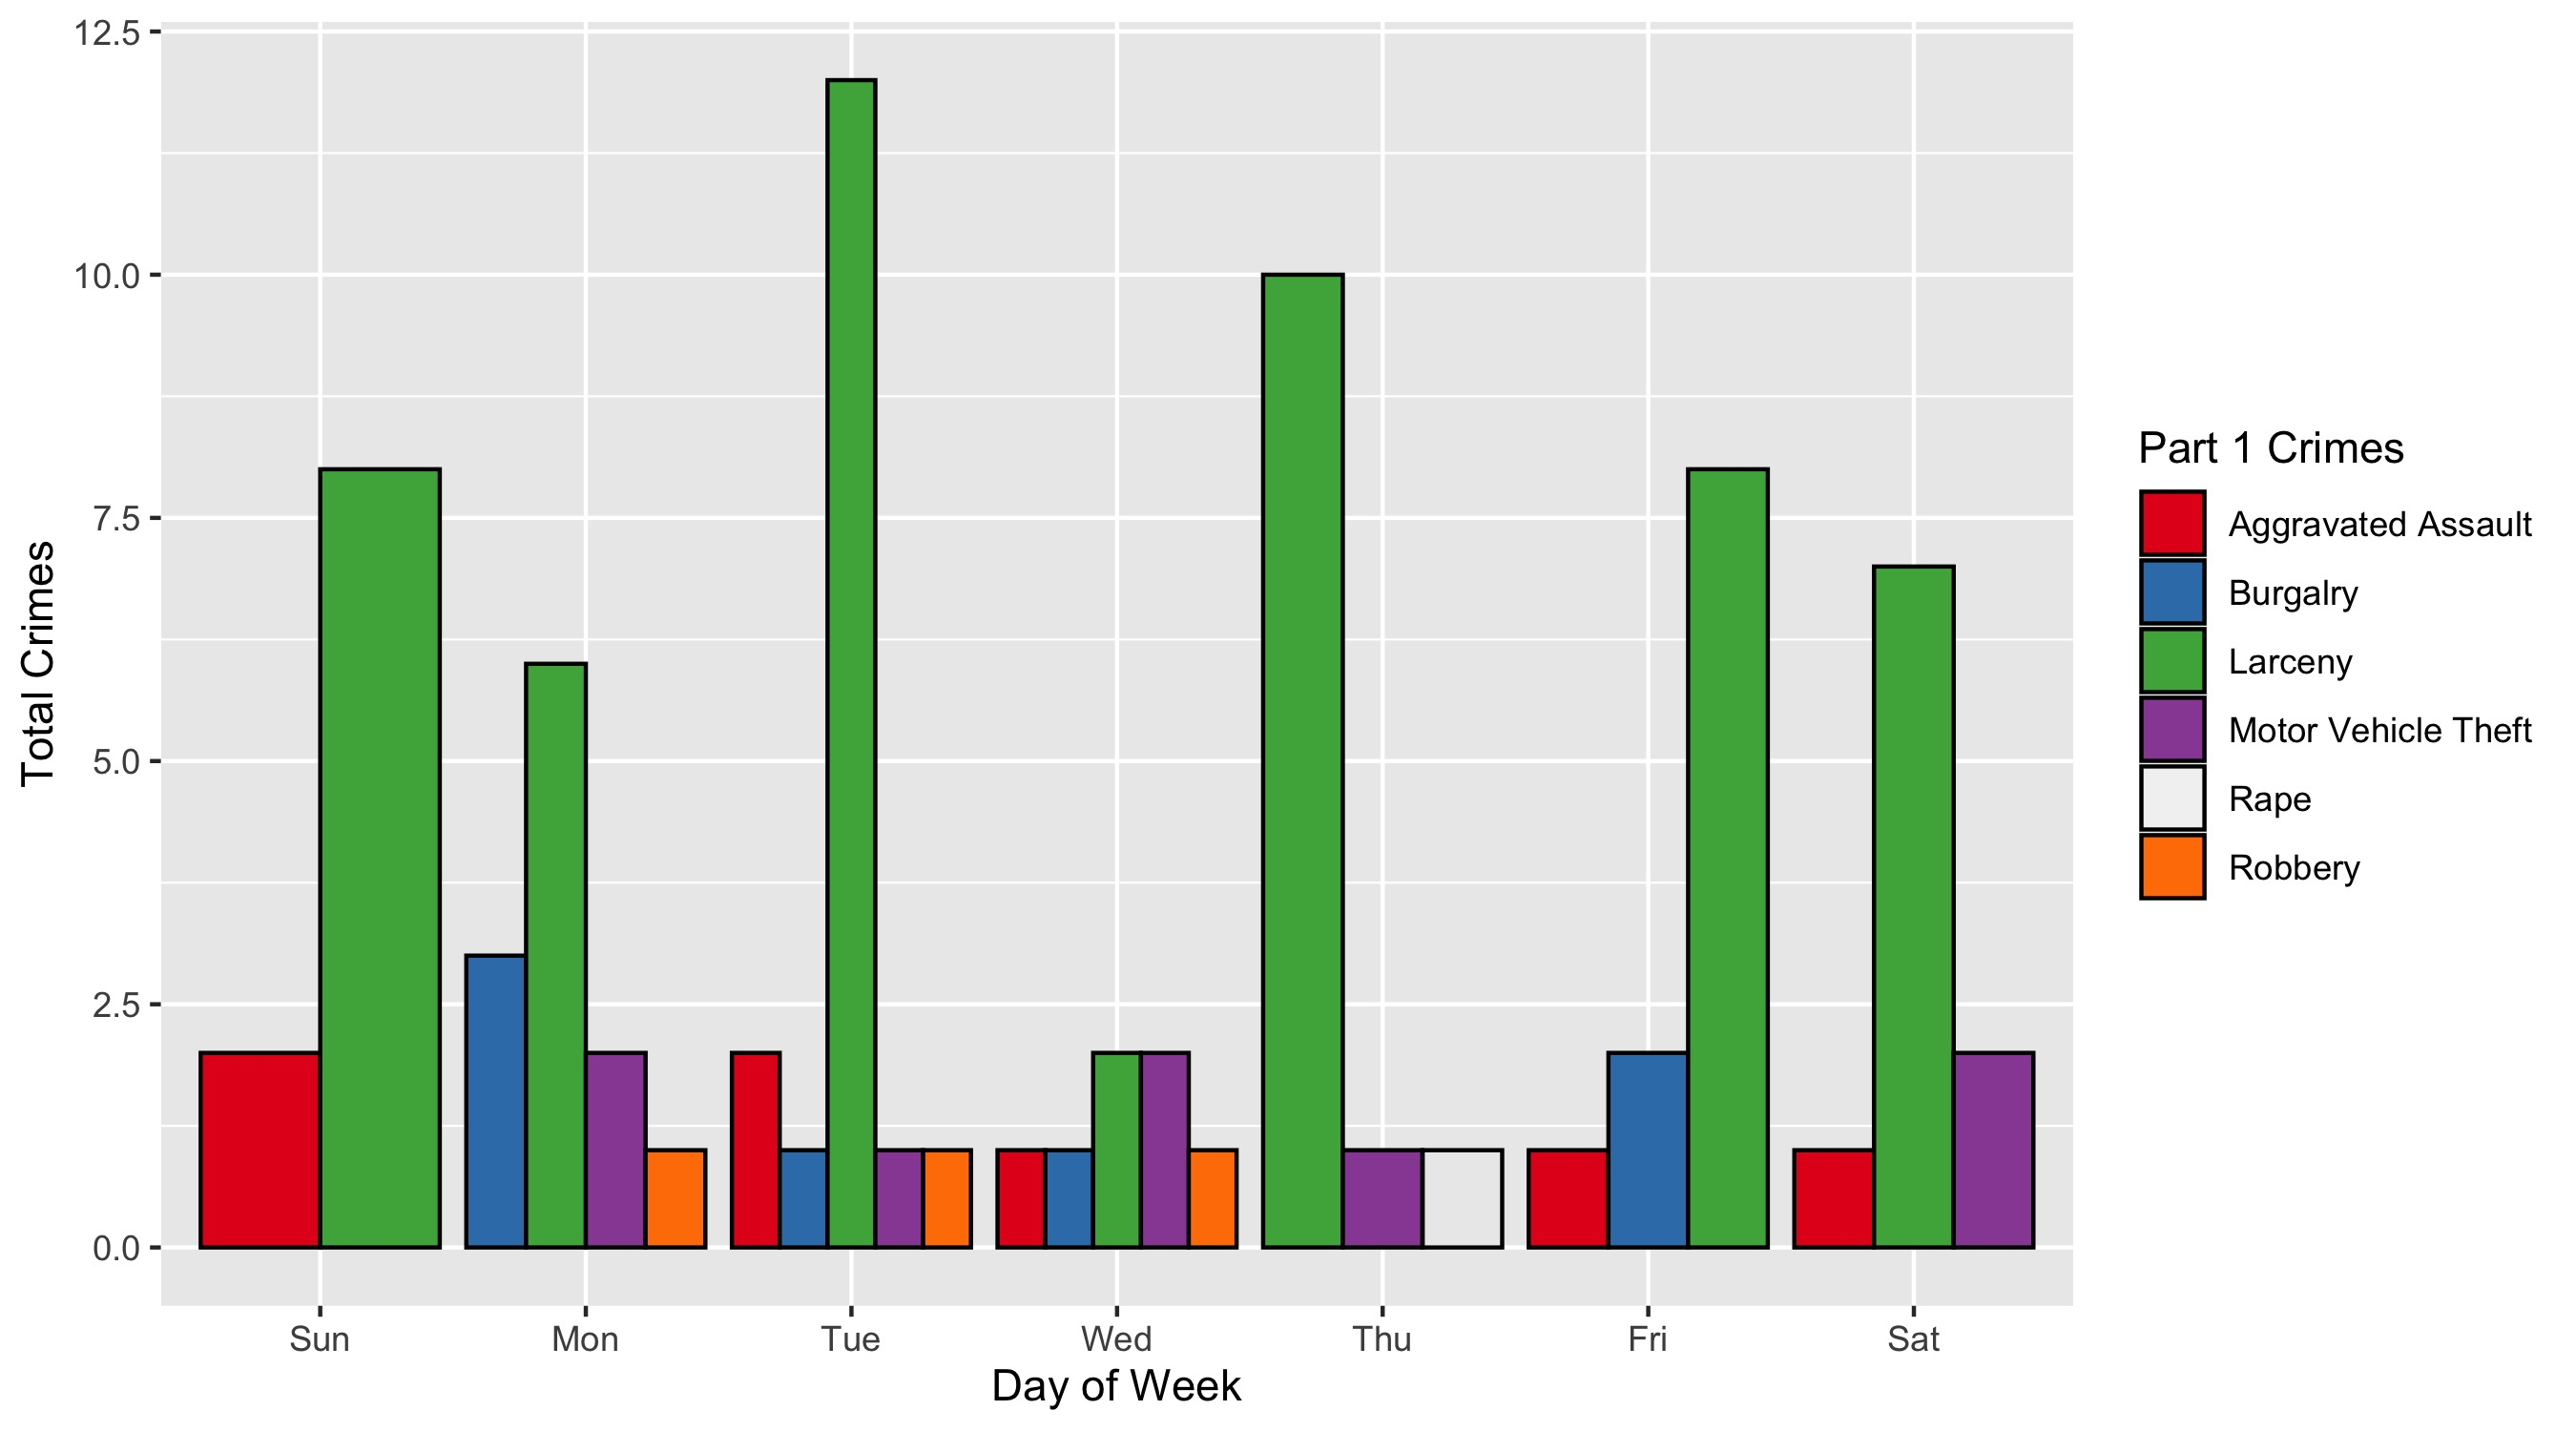 12.5
10.0
7.5
5.0
2.5
0.0
Total Crimes
Sun Mon Tue Wed Thu Fri Sat
Day of Week
Part 1 Crimes
Aggravated Assault
Burgalry
Larceny
Motor Vehicle Theft
Rape
Robbery